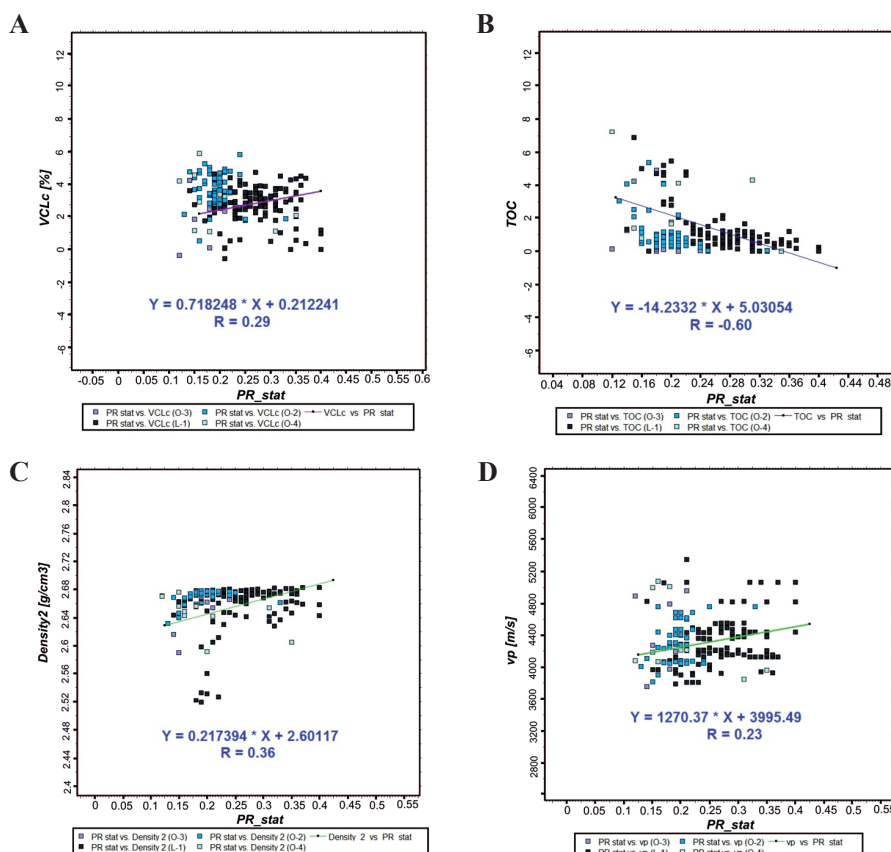 A
VCLc [%]
12
10
8
6
4
2
0
-2
-4
-6
Y = 0.718248 * X + 0.212241
R = 0.29
-0.05 0 0.05 0.1 0.15 0.2 0.25 0.3 0.35 0.4 0.45 0.5 0.55 0.6
PR_stat
PR stat vs. VCLc (O-3) PR stat vs. VCLc (O-2) VCLc vs PR stat
PR stat vs. VCLc (L-1) PR stat vs. VCLc (O-4)
B
TOC
12
10
8
6
4
2
0
-2
-4
-6
Y = -14.2332 * X + 5.03054
R = -0.60
0.04 0.08 0.12 0.16 0.2 0.24 0.28 0.32 0.36 0.4 0.44 0.48
PR_stat
PR stat vs. TOC (O-3) PR stat vs. TOC (O-2) TOC vs PR stat
PR stat vs. TOC (L-1) PR stat vs. TOC (O-4)
C
Density2 [g/cm3]
2.84
2.8
2.76
2.72
2.68
2.64
2.6
2.56
2.52
2.48
2.44
2.4
Y = 0.217394 * X + 2.60117
R = 0.36
0 0.05 0.1 0.15 0.2 0.25 0.3 0.35 0.4 0.45 0.5 0.55
PR_stat
PR stat vs. Density 2 (O-3) PR stat vs. Density 2 (O-2) Density 2 vs PR stat
PR stat vs. Density 2 (L-1) PR stat vs. Density 2 (O-4)
D
vp [m/s]
6400
6000
5600
5200
4800
4400
4000
3600
3200
2800
Y = 1270.37 * X + 3995.49
R = 0.23
0 0.05 0.1 0.15 0.2 0.25 0.3 0.35 0.4 0.45 0.5 0.55
PR_stat
PR stat vs. vp (O-3) PR stat vs. vp (O-2) vp vs PR stat
PR stat vs. vp (L-1) PR stat vs. vp (O-4)